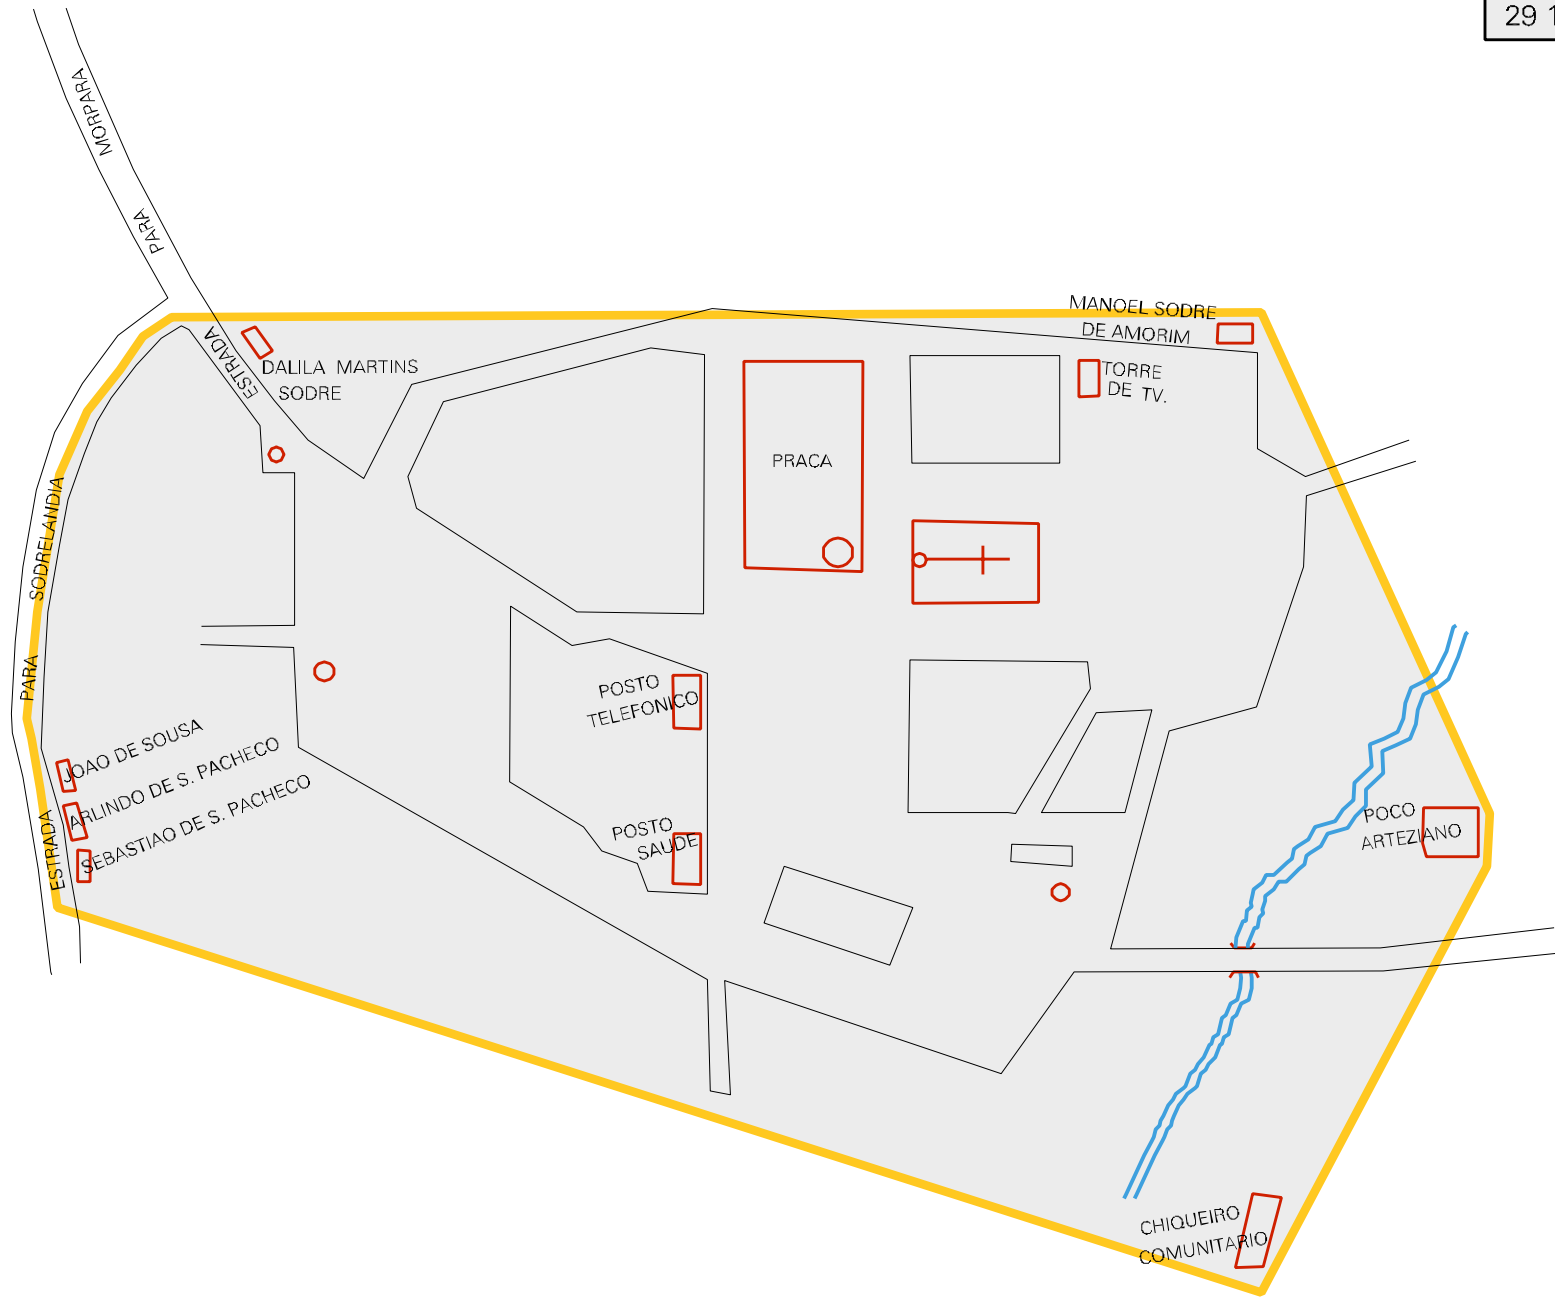 29 1
MORPARA
PARA
ESTRADA
MANOEL SODRE
DE AMORIM
DALILA MARTINS
SODRE
TORRE
DE TV.
PRACA
SODRELANDIA
PARA
ESTRADA
POSTO
TELEFONICO
JOAO DE SOUSA
ARLINDO DE S. PACHECO
SEBASTIAO DE S. PACHECO
POSTO
SAUDE
POCO
ARTEZIANO
CHIQUEIRO
COMUNITARIO